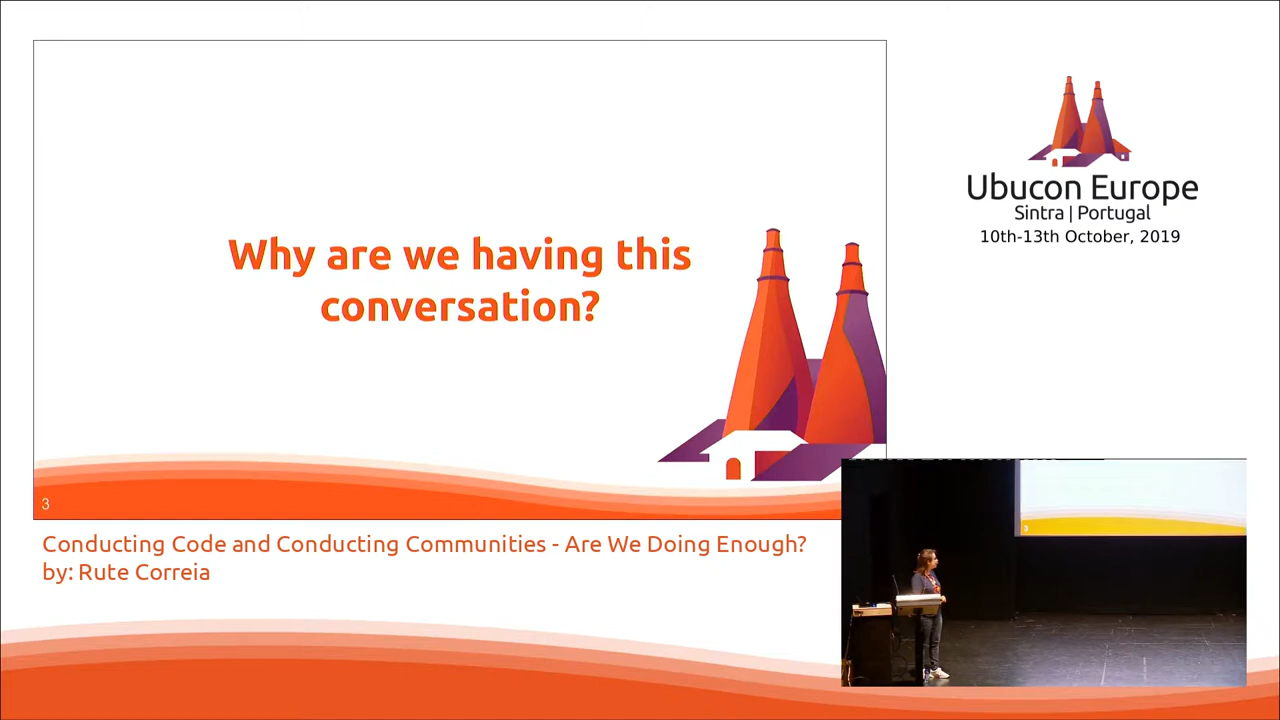 Why are we having this
conversation?
3
Conducting Code and Conducting Communities - Are We Doing Enough?
by: Rute Correia
Ubucon Europe
Sintra | Portugal
10th-13th October, 2019
3